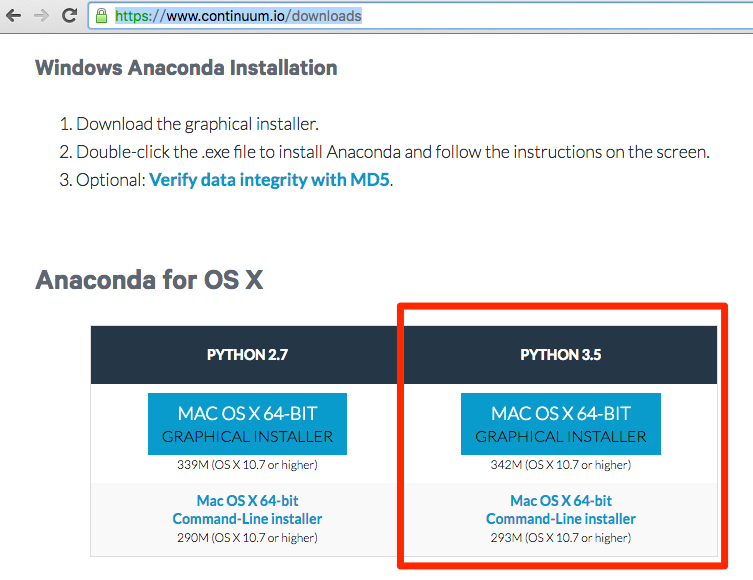 https://www.continuum.io/downloads
Windows Anaconda Installation
1. Download the graphical installer.
2. Double-click the .exe file to install Anaconda and follow the instructions on the screen.
3. Optional: Verify data integrity with MD5.
Anaconda for OS X
PYTHON 2.7
PYTHON 3.5
MAC OS X 64-BIT
GRAPHICAL INSTALLER
339M (OS X 10.7 or higher)
MAC OS X 64-BIT
GRAPHICAL INSTALLER
342M (OS X 10.7 or higher)
Mac OS X 64-bit
Command-Line installer
290M (OS X 10.7 or higher)
Mac OS X 64-bit
Command-Line installer
293M (OS X 10.7 or higher)